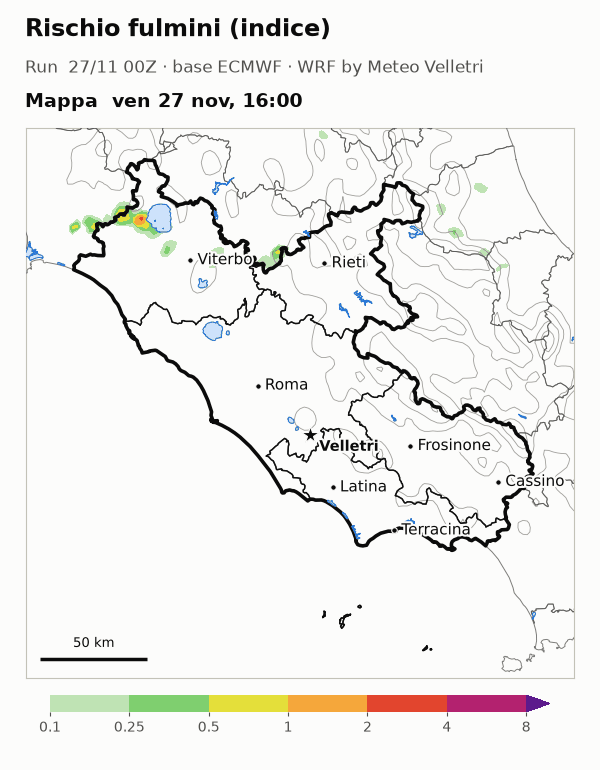 Rischio fulmini (indice)
Run  27/11 00Z · base ECMWF · WRF by Meteo Velletri
Mappa  ven 27 nov, 16:00
Viterbo
Rieti
Roma
Velletri
Frosinone
Cassino
Latina
Terracina
50 km
0.1 0.25 0.5 1 2 4 8